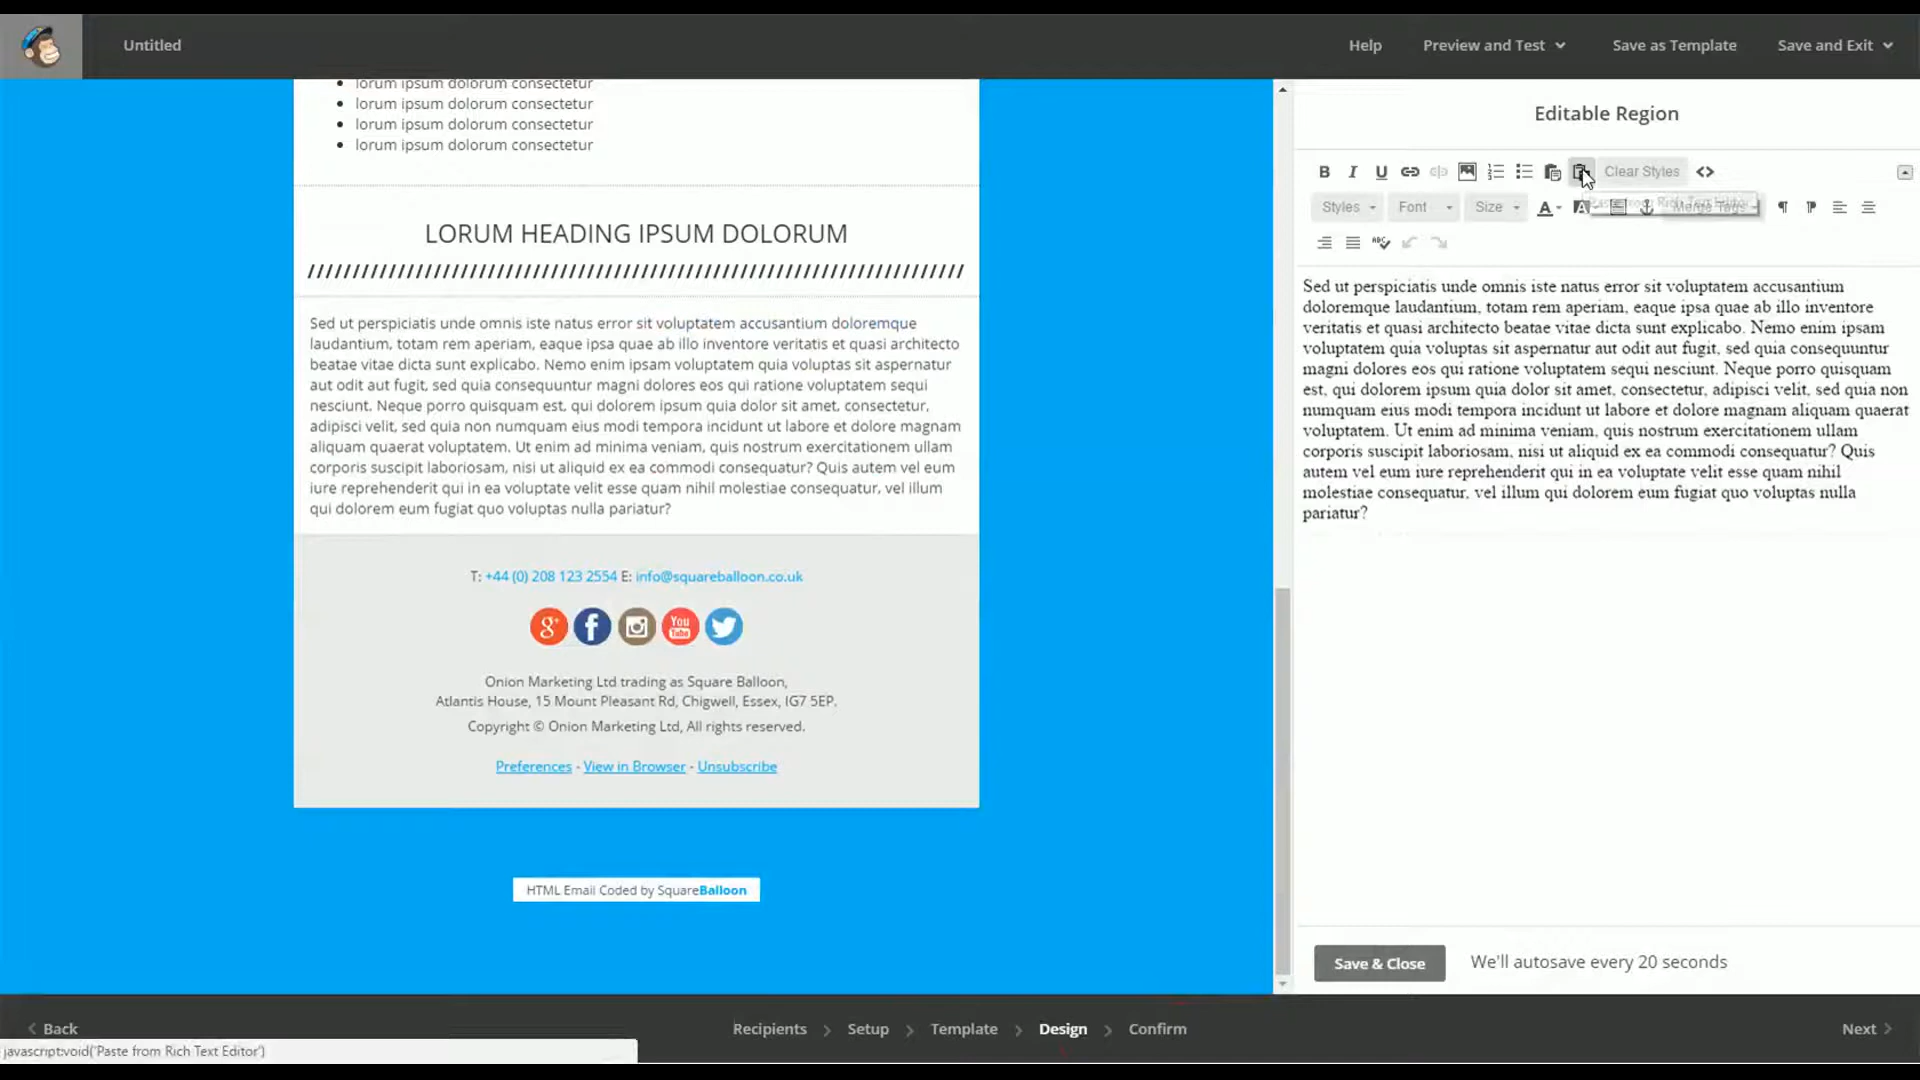 Untitled
Help
Preview and Test
Save as Template
Save and Exit
lorum ipsum dolorum consectetur
lorum ipsum dolorum consectetur
lorum ipsum dolorum consectetur
lorum ipsum dolorum consectetur
LORUM HEADING IPSUM DOLORUM
////////////////////////////////////////////////////////////////
Sed ut perspiciatis unde omnis iste natus error sit voluptatem accusantium doloremque
laudantium, totam rem aperiam, eaque ipsa quae ab illo inventore veritatis et quasi architecto
beatae vitae dicta sunt explicabo. Nemo enim ipsam voluptatem quia voluptas sit aspernatur
aut odit aut fugit, sed quia consequuntur magni dolores eos qui ratione voluptatem sequi
nesciunt. Neque porro quisquam est, qui dolorem ipsum quia dolor sit amet, consectetur,
adipisci velit, sed quia non numquam eius modi tempora incidunt ut labore et dolore magnam
aliquam quaerat voluptatem. Ut enim ad minima veniam, quis nostrum exercitationem ullam
corporis suscipit laboriosam, nisi ut aliquid ex ea commodi consequatur? Quis autem vel eum
iure reprehenderit qui in ea voluptate velit esse quam nihil molestiae consequatur, vel illum
qui dolorem eum fugiat quo voluptas nulla pariatur?
T: +44 (0) 208 123 2554 E: info@squareballoon.co.uk
g+ f You Tube
Onion Marketing Ltd trading as Square Balloon,
Atlantis House, 15 Mount Pleasant Rd, Chigwell, Essex, IG7 5EP.
Copyright © Onion Marketing Ltd, All rights reserved.
Preferences - View in Browser - Unsubscribe
HTML Email Coded by SquareBalloon
Editable Region
B I U Clear Styles <>
Styles Font Size A A Merge Tags
Paste from Rich Text Editor
ABC
Sed ut perspiciatis unde omnis iste natus error sit voluptatem accusantium
doloremque laudantium, totam rem aperiam, eaque ipsa quae ab illo inventore
veritatis et quasi architecto beatae vitae dicta sunt explicabo. Nemo enim ipsam
voluptatem quia voluptas sit aspernatur aut odit aut fugit, sed quia consequuntur
magni dolores eos qui ratione voluptatem sequi nesciunt. Neque porro quisquam
est, qui dolorem ipsum quia dolor sit amet, consectetur, adipisci velit, sed quia non
numquam eius modi tempora incidunt ut labore et dolore magnam aliquam quaerat
voluptatem. Ut enim ad minima veniam, quis nostrum exercitationem ullam
corporis suscipit laboriosam, nisi ut aliquid ex ea commodi consequatur? Quis
autem vel eum iure reprehenderit qui in ea voluptate velit esse quam nihil
molestiae consequatur, vel illum qui dolorem eum fugiat quo voluptas nulla
pariatur?
Save & Close
We'll autosave every 20 seconds
Back
Recipients
Setup
Template
Design
Confirm
Next
javascript:void('Paste from Rich Text Editor')